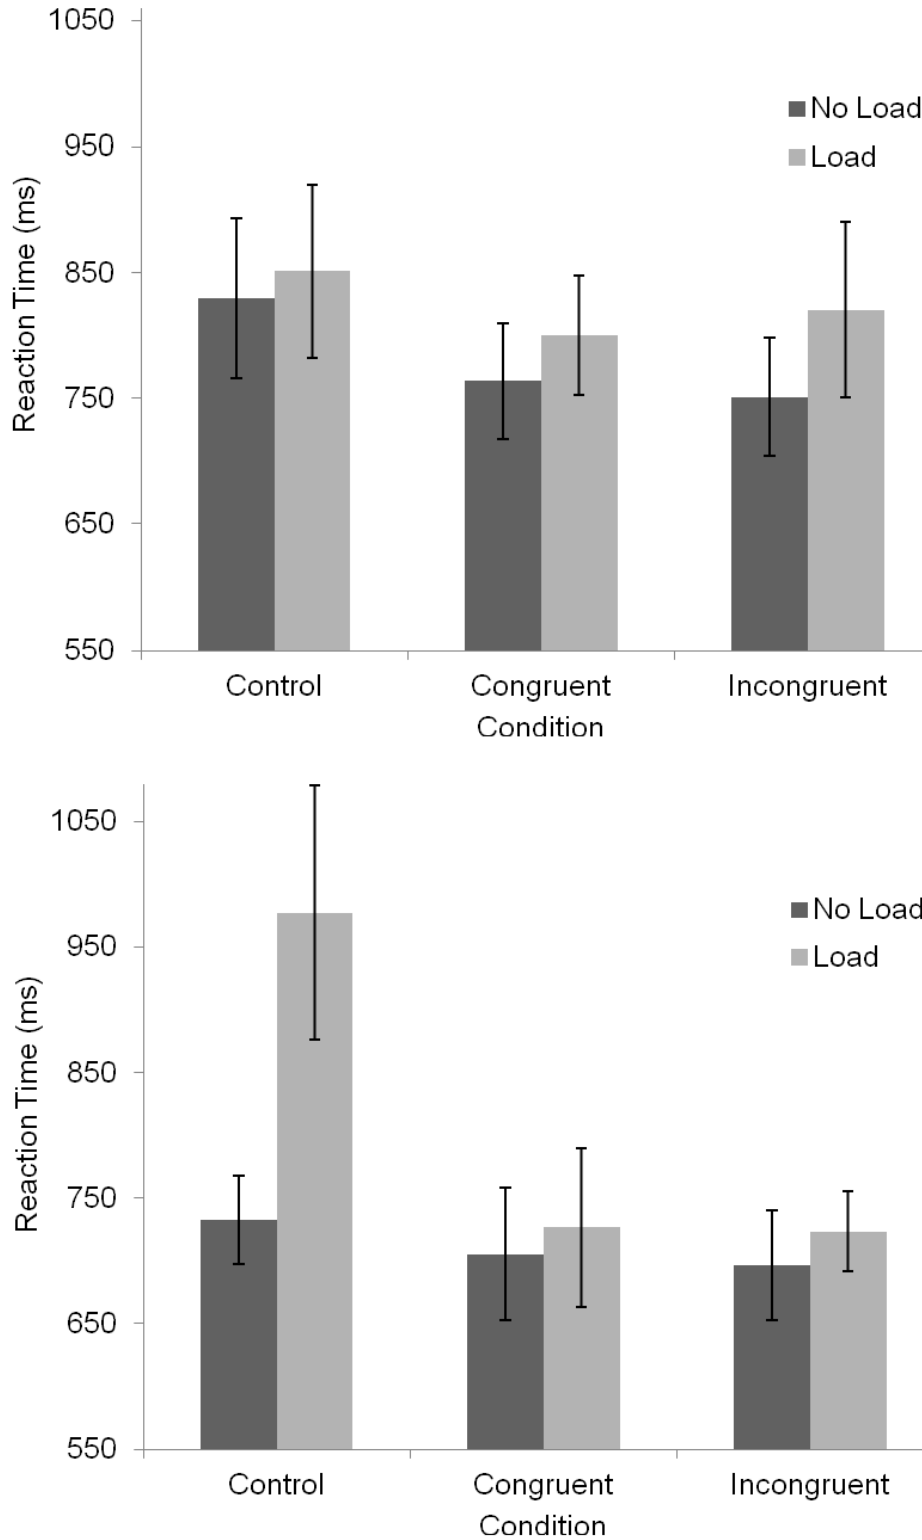 1050
No Load
950
Load
850
Reaction Time (ms)
750
650
550
Control Congruent Incongruent
Condition
1050
No Load
950
Load
850
Reaction Time (ms)
750
650
550
Control Congruent Incongruent
Condition